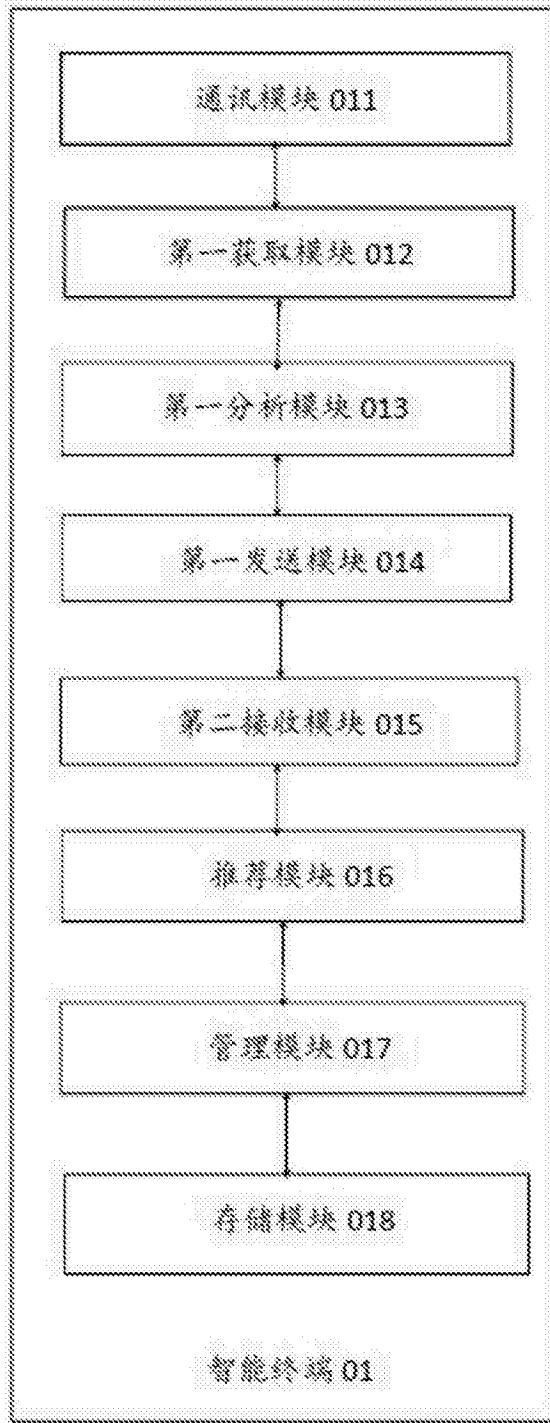 通讯模块 011
第一获取模块 012
第一分析模块 013
第一发送模块 014
第二接收模块 015
推荐模块 016
管理模块 017
存储模块 018
智能终端 01